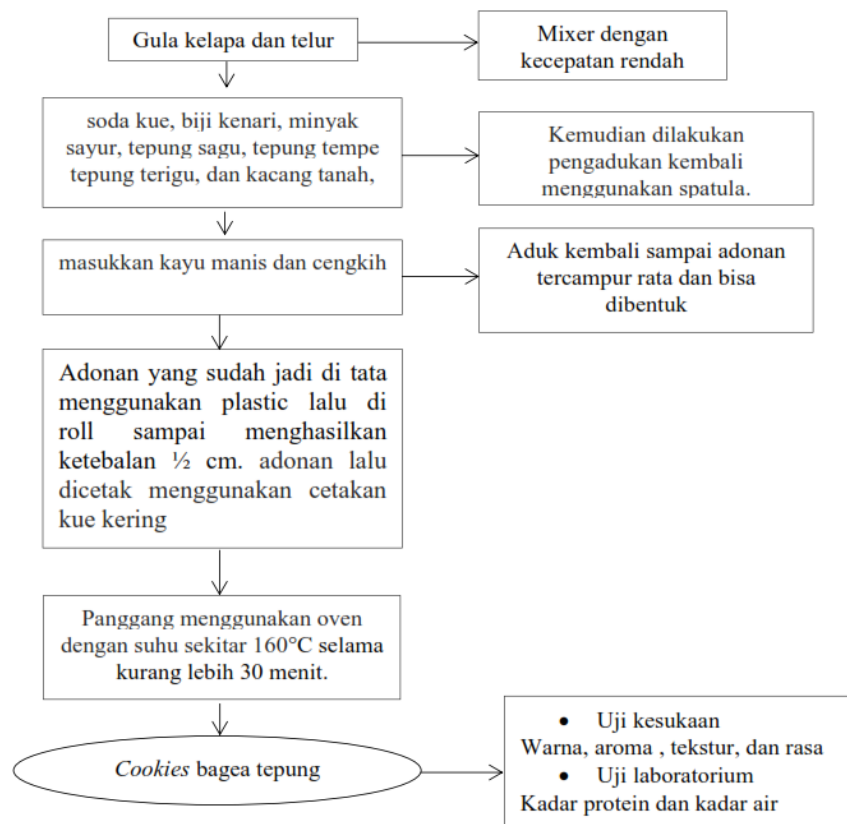 Gula kelapa dan telur
Mixer dengan
kecepatan rendah
soda kue, biji kenari, minyak
sayur, tepung sagu, tepung tempe
tepung terigu, dan kacang tanah,
Kemudian dilakukan
pengadukan kembali
menggunakan spatula.
masukkan kayu manis dan cengkih
Aduk kembali sampai adonan
tercampur rata dan bisa
dibentuk
Adonan yang sudah jadi di tata
menggunakan plastic lalu di
roll sampai menghasilkan
ketebalan ½ cm. adonan lalu
dicetak menggunakan cetakan
kue kering
Panggang menggunakan oven
dengan suhu sekitar 160°C selama
kurang lebih 30 menit.
Cookies bagea tepung
• Uji kesukaan
Warna, aroma , tekstur, dan rasa
• Uji laboratorium
Kadar protein dan kadar air